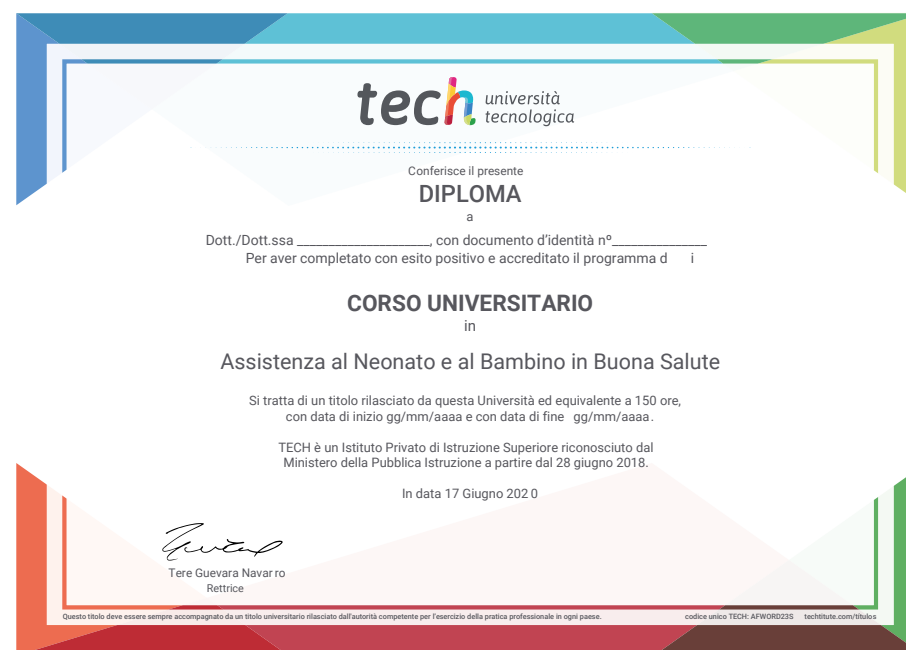 tech università
tecnologica
Conferisce il presente
DIPLOMA
a
Dott./Dott.ssa _____________________, con documento d'identità nº_______________
Per aver completato con esito positivo e accreditato il programma d i
CORSO UNIVERSITARIO
in
Assistenza al Neonato e al Bambino in Buona Salute
Si tratta di un titolo rilasciato da questa Università ed equivalente a 150 ore,
con data di inizio gg/mm/aaaa e con data di fine gg/mm/aaaa.
TECH è un Istituto Privato di Istruzione Superiore riconosciuto dal
Ministero della Pubblica Istruzione a partire dal 28 giugno 2018.
In data 17 Giugno 2020
Tere Guevara Navarro
Rettrice
Questo titolo deve essere sempre accompagnato da un titolo universitario rilasciato dall'autorità competente per l'esercizio della pratica professionale in ogni paese. codice unico TECH: AFWORD23S techtitute.com/titulos